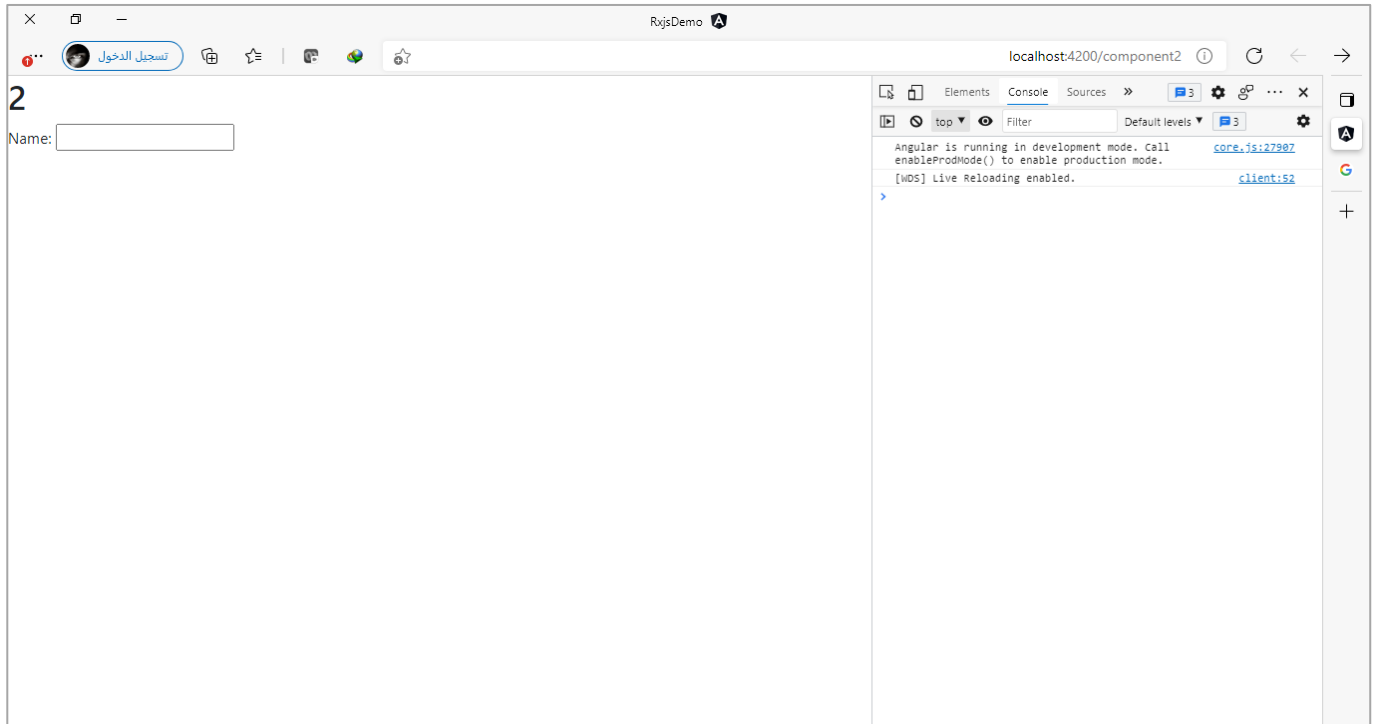 RxjsDemo
تسجيل الدخول
localhost:4200/component2
2
Name:
Elements Console Sources » 3
top ▼ Filter Default levels ▼ 3
Angular is running in development mode. Call core.js:27907
enableProdMode() to enable production mode.
[WDS] Live Reloading enabled. client:52
>